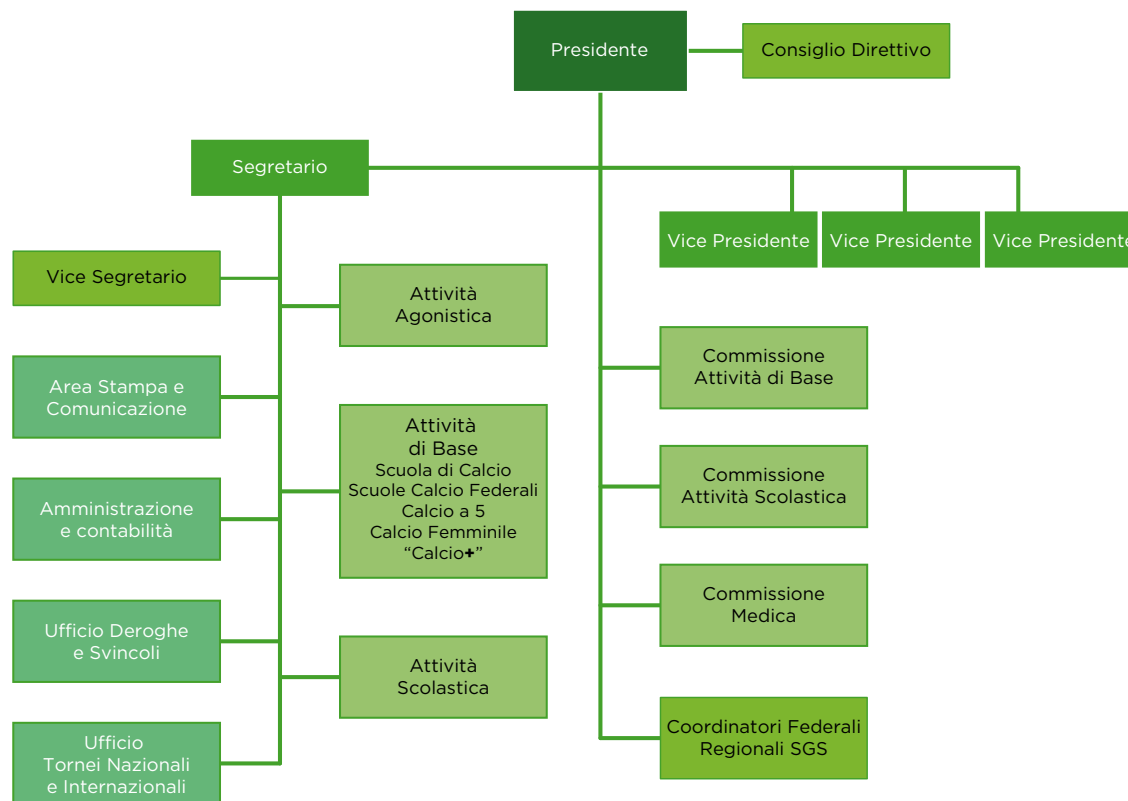 Presidente
Consiglio Direttivo
Segretario
Vice Presidente
Vice Presidente
Vice Presidente
Vice Segretario
Attività
Agonistica
Area Stampa e
Comunicazione
Attività
di Base
Scuola di Calcio
Scuole Calcio Federali
Calcio a 5
Calcio Femminile
“Calcio+”
Amministrazione
e contabilità
Ufficio Deroghe
e Svincoli
Attività
Scolastica
Ufficio
Tornei Nazionali
e Internazionali
Commissione
Attività di Base
Commissione
Attività Scolastica
Commissione
Medica
Coordinatori Federali
Regionali SGS